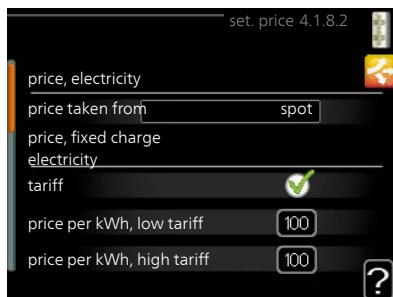 set. price 4.1.8.2
price, electricity
price taken from spot
price, fixed charge
electricity
tariff
price per kWh, low tariff 100
price per kWh, high tariff 100
?